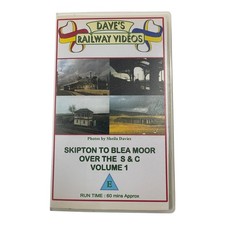 DAVE'S
RAILWAY VIDEOS
Photos by Sheila Davies
SKIPTON TO BLEA MOOR
OVER THE S & C
VOLUME 1
E
RUN TIME : 60 mins Approx